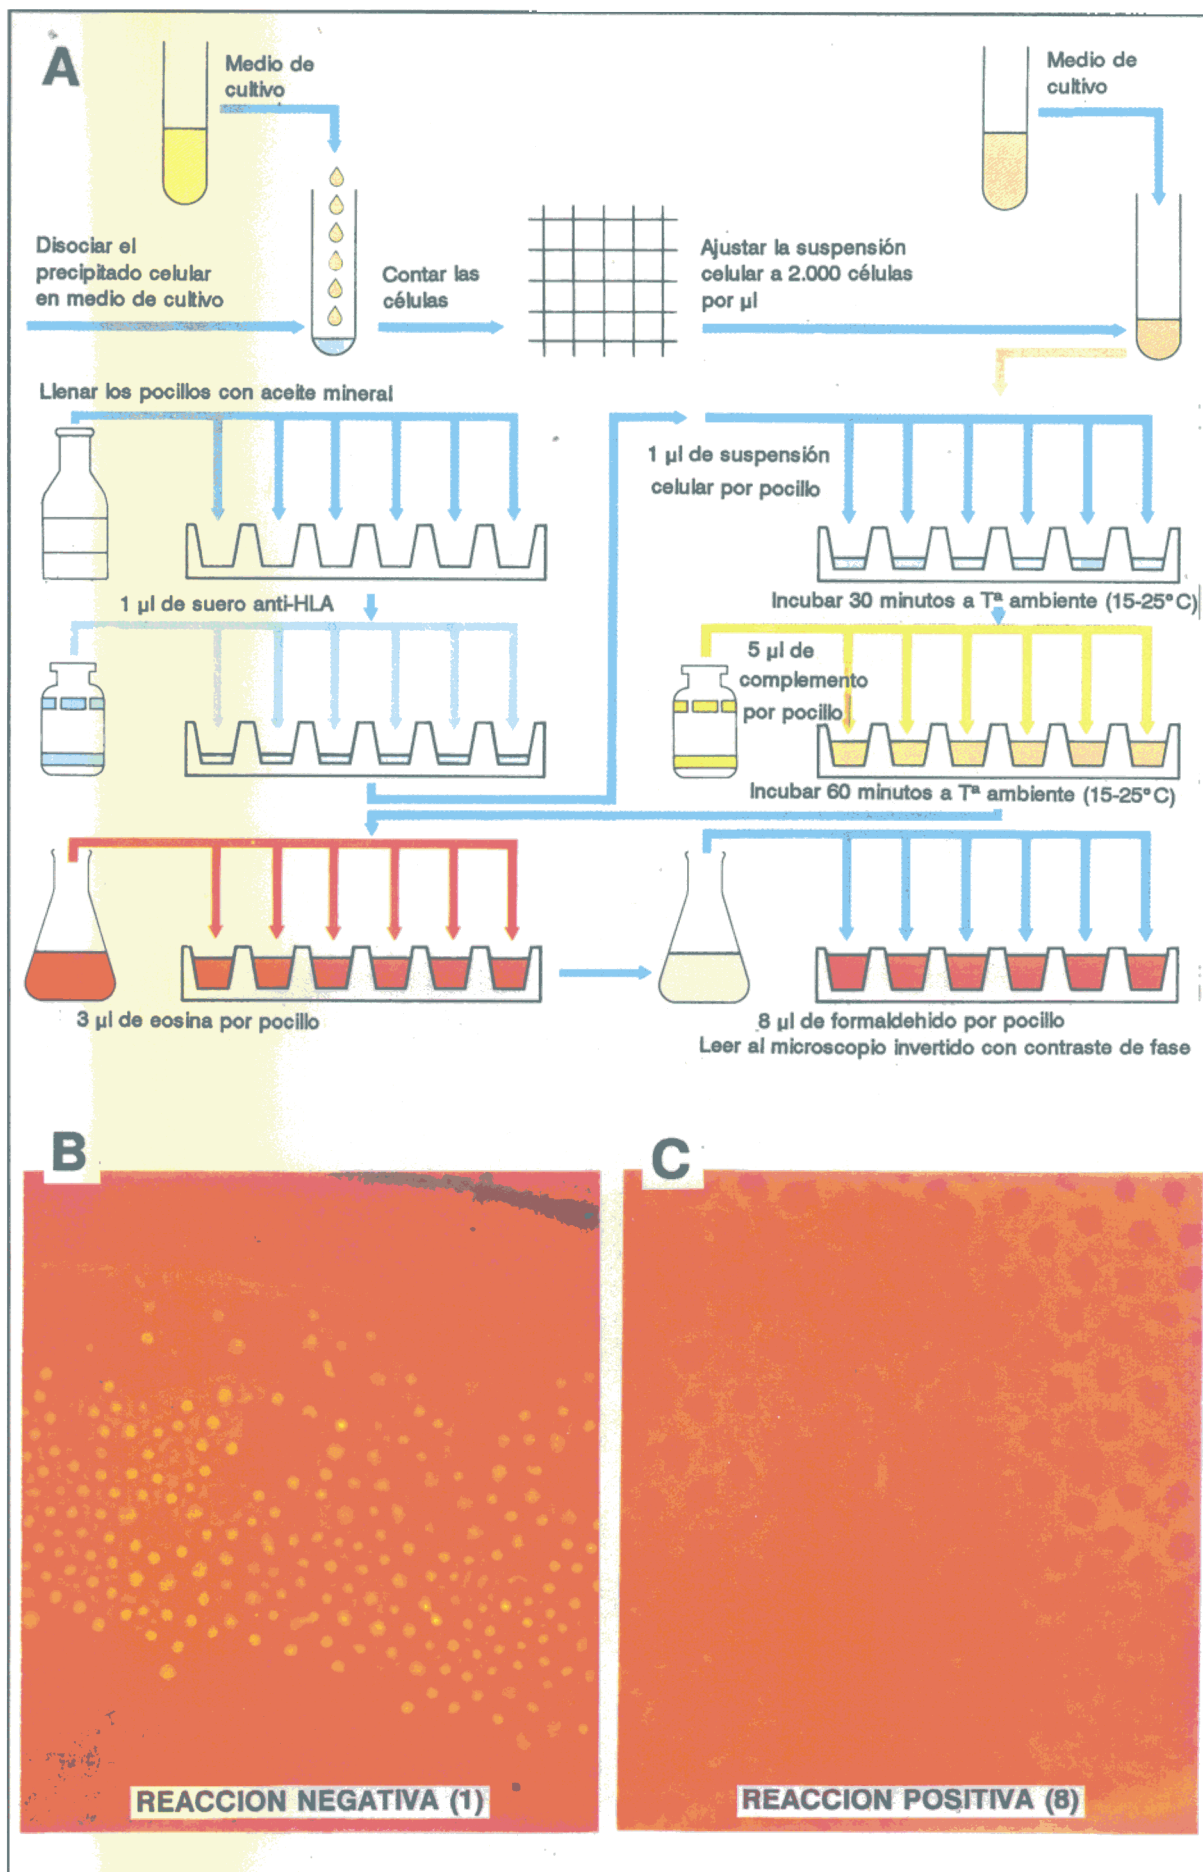 A
Medio de
cultivo
Medio de
cultivo
Disociar el
precipitado celular
en medio de cultivo
Contar las
células
Ajustar la suspensión
celular a 2.000 células
por µl
Llenar los pocillos con aceite mineral
1 µl de suspensión
celular por pocillo
1 µl de suero anti-HLA
Incubar 30 minutos a Tª ambiente (15-25°C)
5 µl de
complemento
por pocillo
Incubar 60 minutos a Tª ambiente (15-25°C)
3 µl de eosina por pocillo
8 µl de formaldehido por pocillo
Leer al microscopio invertido con contraste de fase
B
C
REACCION NEGATIVA (1)
REACCION POSITIVA (8)